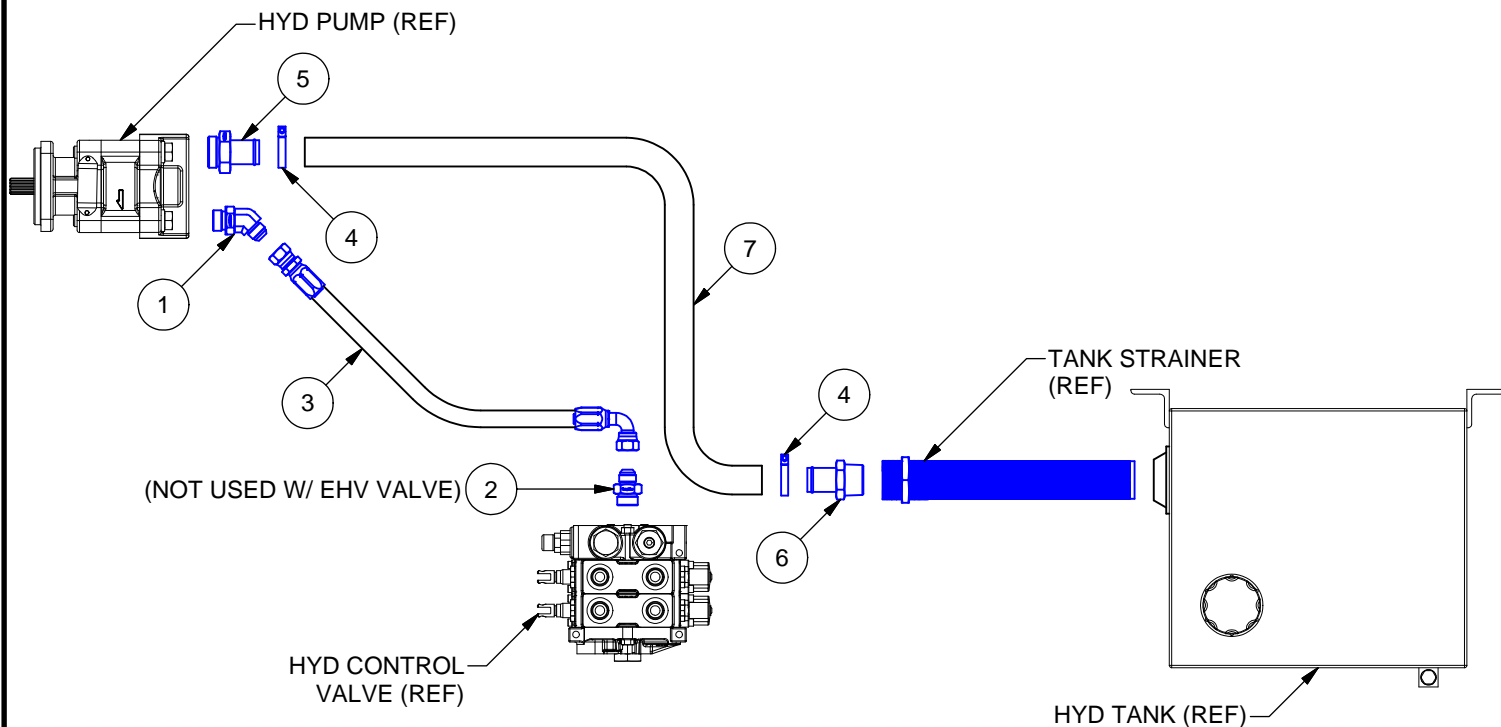 HYD PUMP (REF)
5
4
1
7
3
TANK STRAINER
(REF)
4
(NOT USED W/ EHV VALVE) 2
6
HYD CONTROL
VALVE (REF)
HYD TANK (REF)